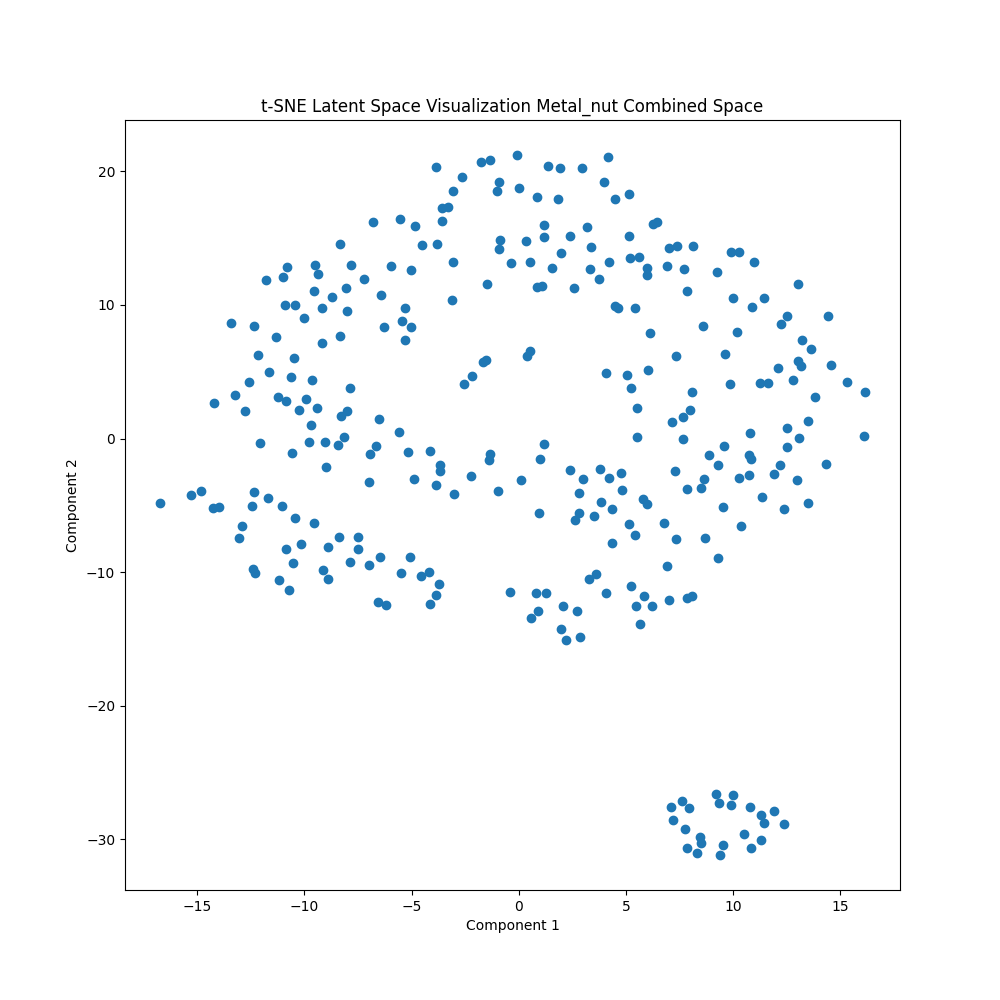 t-SNE Latent Space Visualization Metal_nut Combined Space
20
10
0
−10
−20
−30
Component 2
−15 −10 −5 0 5 10 15
Component 1